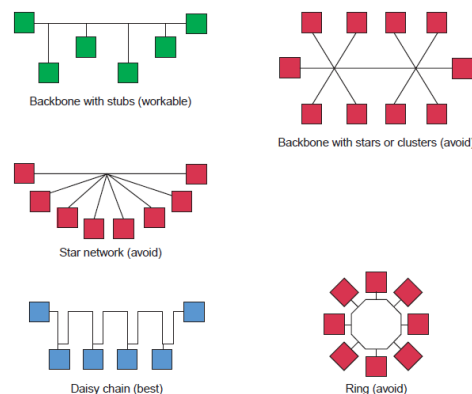 Backbone with stubs (workable)
Backbone with stars or clusters (avoid)
Star network (avoid)
Daisy chain (best)
Ring (avoid)